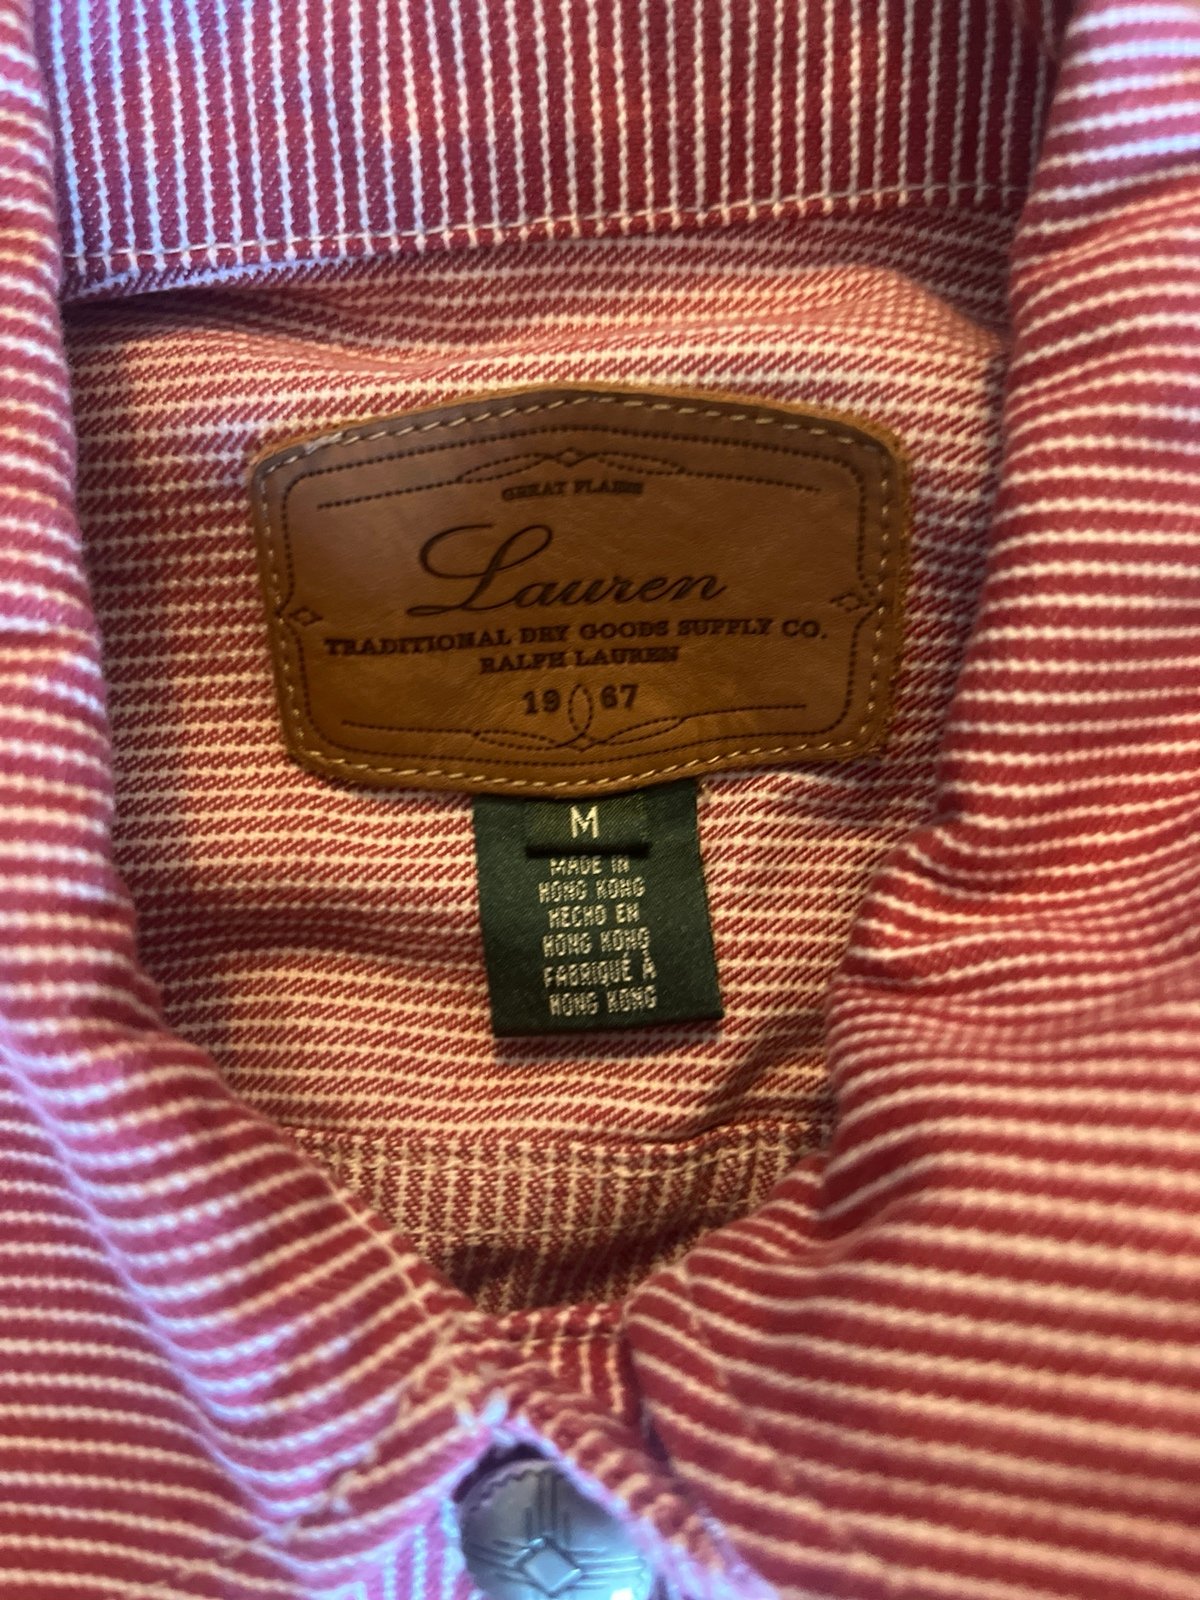 GREAT PLAINS
Lauren
TRADITIONAL DRY GOODS SUPPLY CO.
RALPH LAUREN
19 67
M
MADE IN
HONG KONG
HECHO EN
HONG KONG
FABRIQUÉ À
HONG KONG